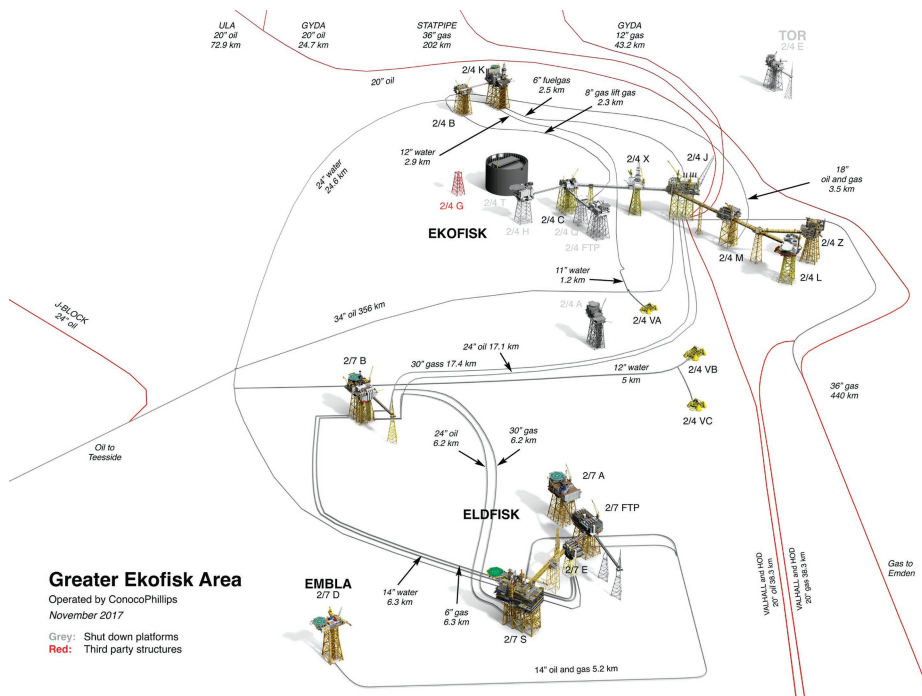 ULA
20" oil
72.9 km
GYDA
20" oil
24.7 km
STATPIPE
36" gas
202 km
GYDA
12" gas
43.2 km
TOR
2/4 E
20" oil
2/4 K
6" fuelgas
2.5 km
8" gas lift gas
2.3 km
2/4 B
12" water
2.9 km
24" water
24.6 km
2/4 X
2/4 J
18"
oil and gas
3.5 km
2/4 G
2/4 T
2/4 H
2/4 C
2/4 Q
2/4 FTP
EKOFISK
2/4 M
2/4 Z
2/4 L
11" water
1.2 km
J-BLOCK
24" oil
34" oil 356 km
2/4 A
2/4 VA
24" oil 17.1 km
30" gass 17.4 km
2/7 B
12" water
5 km
2/4 VB
2/4 VC
36" gas
440 km
Oil to
Teesside
24" oil
6.2 km
30" gas
6.2 km
2/7 A
ELDFISK
2/7 FTP
2/7 E
VALHALL and HOD
20" oil 38.3 km
VALHALL and HOD
20" gas 38.3 km
Gas to
Emden
Greater Ekofisk Area
Operated by ConocoPhillips
November 2017
Grey: Shut down platforms
Red: Third party structures
EMBLA
2/7 D
14" water
6.3 km
6" gas
6.3 km
2/7 S
14" oil and gas 5.2 km